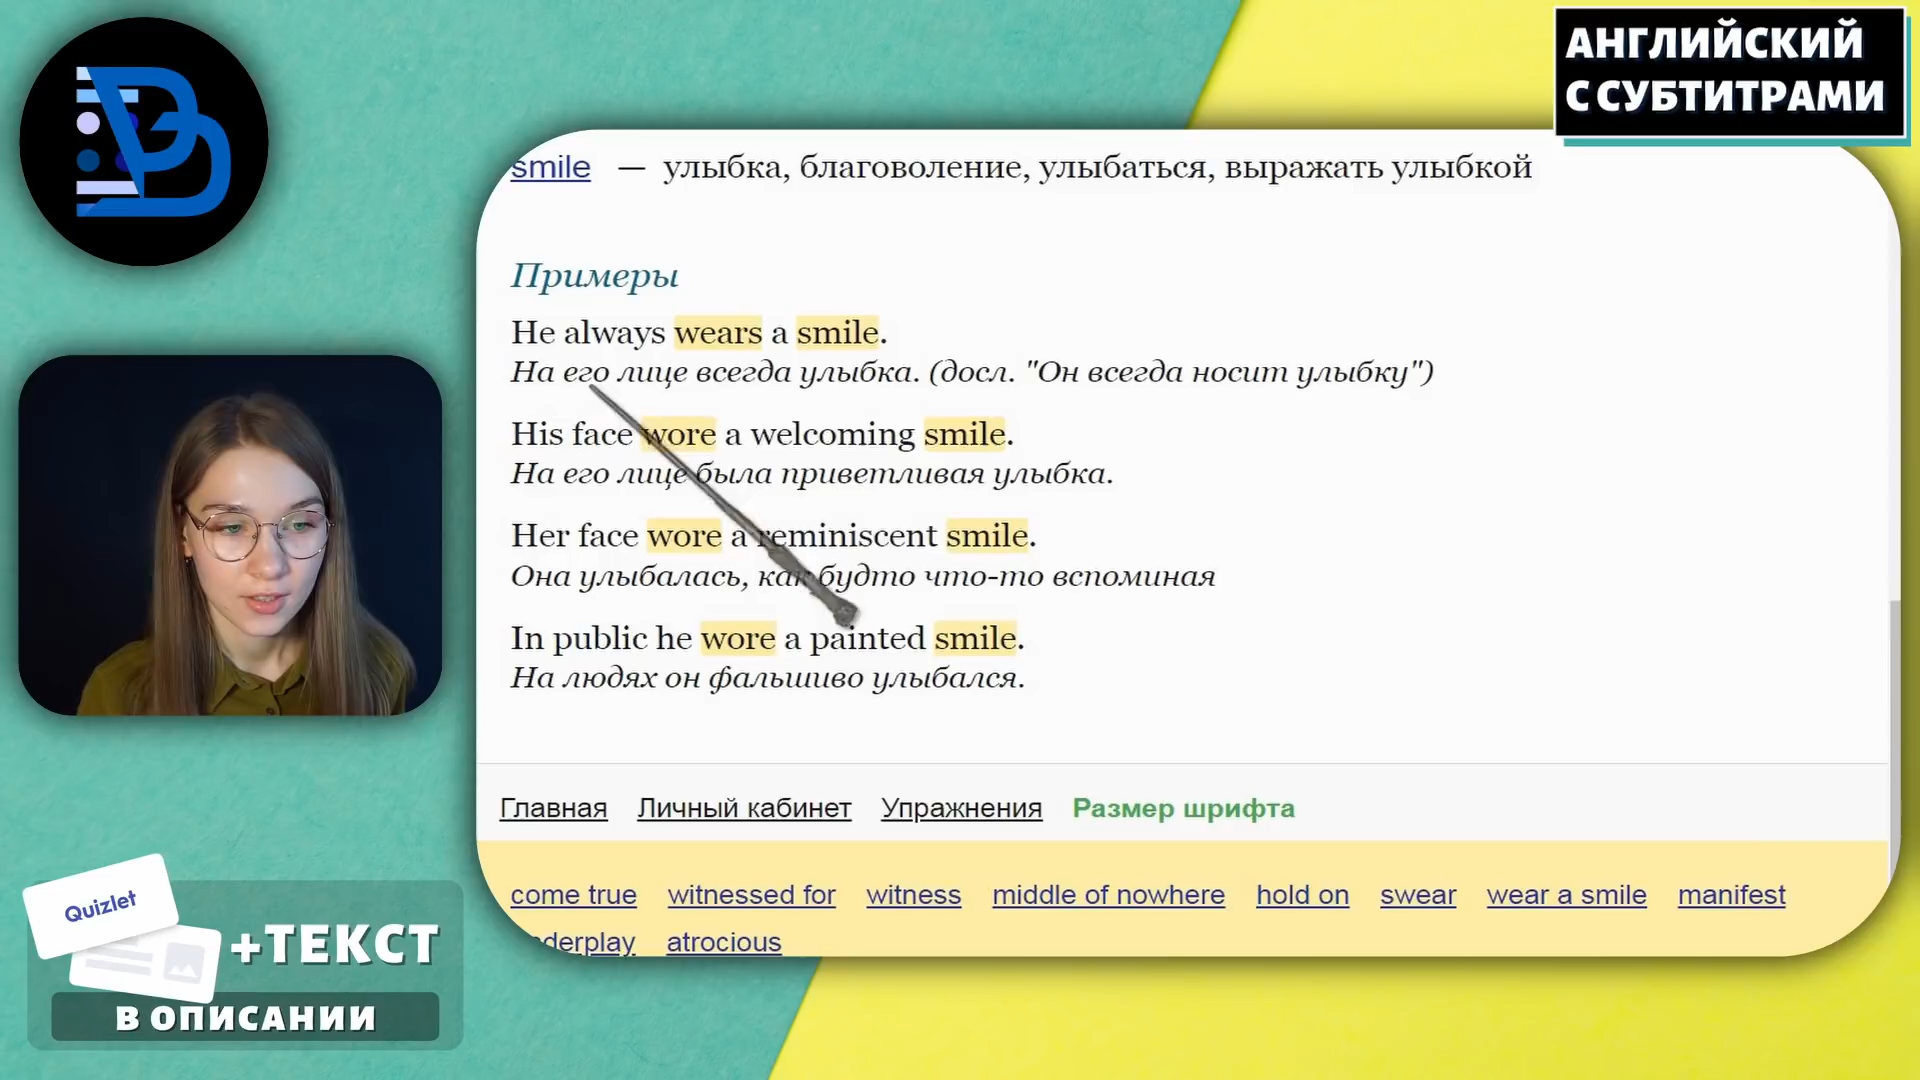 АНГЛИЙСКИЙ
С СУБТИТРАМИ
smile — улыбка, благоволение, улыбаться, выражать улыбкой
Примеры
He always wears a smile.
На его лице всегда улыбка. (досл. "Он всегда носит улыбку")
His face wore a welcoming smile.
На его лице была приветливая улыбка.
Her face wore a reminiscent smile.
Она улыбалась, как будто что-то вспоминая
In public he wore a painted smile.
На людях он фальшиво улыбался.
Главная Личный кабинет Упражнения Размер шрифта
come true witnessed for witness middle of nowhere hold on swear wear a smile manifest
atrocious
Quizlet
+ТЕКСТ
В ОПИСАНИИ